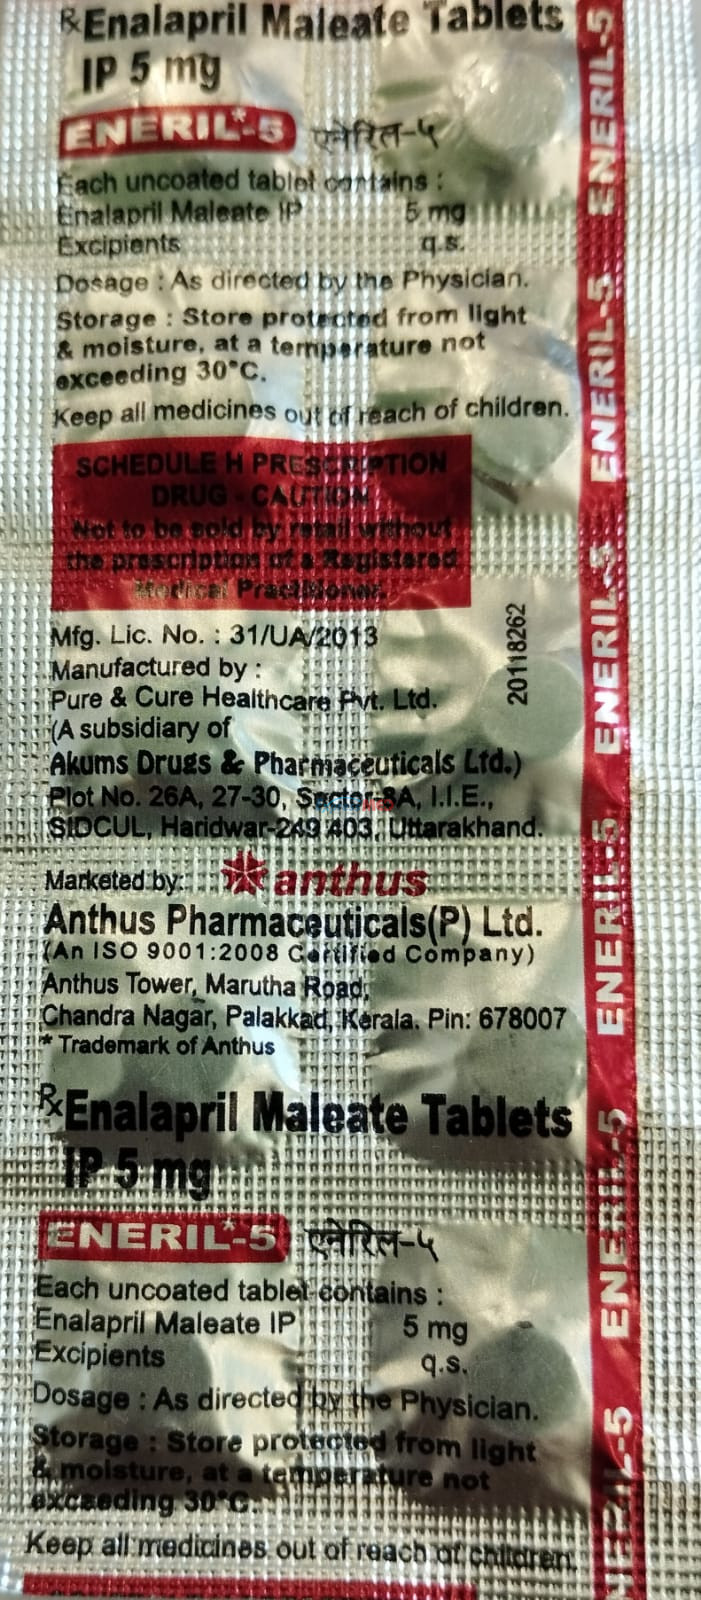 RxEnalapril Maleate Tablets
IP 5 mg
ENERIL*-5 एनेरिल-५
Each uncoated tablet contains :
Enalapril Maleate IP 5 mg
Excipients q.s.
Dosage : As directed by the Physician.
Storage : Store protected from light
& moisture, at a temperature not
exceeding 30°C.
Keep all medicines out of reach of children.
SCHEDULE H PRESCRIPTION
DRUG - CAUTION
Not to be sold by retail without
the prescription of a Registered
Medical Practitioner.
Mfg. Lic. No. : 31/UA/2013
Manufactured by :
Pure & Cure Healthcare Pvt. Ltd.
(A subsidiary of
Akums Drugs & Pharmaceuticals Ltd.)
Plot No. 26A, 27-30, Sector-8A, I.I.E.,
SIDCUL, Haridwar-249 403, Uttarakhand.
20118262
Marketed by: anthus
Anthus Pharmaceuticals(P) Ltd.
(An ISO 9001:2008 Certified Company)
Anthus Tower, Marutha Road,
Chandra Nagar, Palakkad, Kerala. Pin: 678007
* Trademark of Anthus
RxEnalapril Maleate Tablets
IP 5 mg
ENERIL*-5 एनेरिल-५
Each uncoated tablet contains :
Enalapril Maleate IP 5 mg
Excipients q.s.
Dosage : As directed by the Physician.
Storage : Store protected from light
& moisture, at a temperature not
exceeding 30°C.
Keep all medicines out of reach of children.
ENERIL-5
ENERIL-5
ENERIL-5
ENERIL-5
ENERIL-5
ENERIL-5